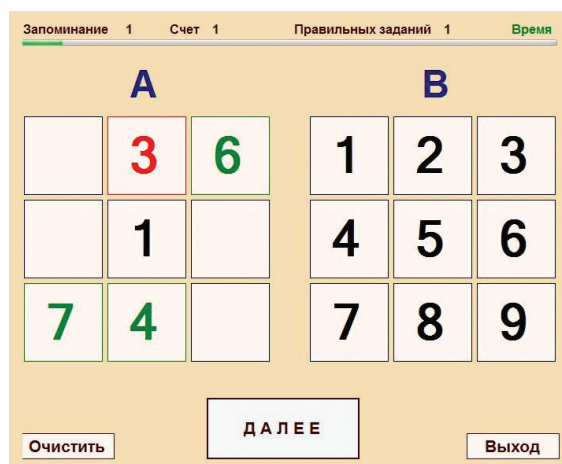 Запоминание 1 Счет 1 Правильных заданий 1 Время
A B
3 6 1 2 3
1 4 5 6
7 4 7 8 9
ДАЛЕЕ
Очистить Выход